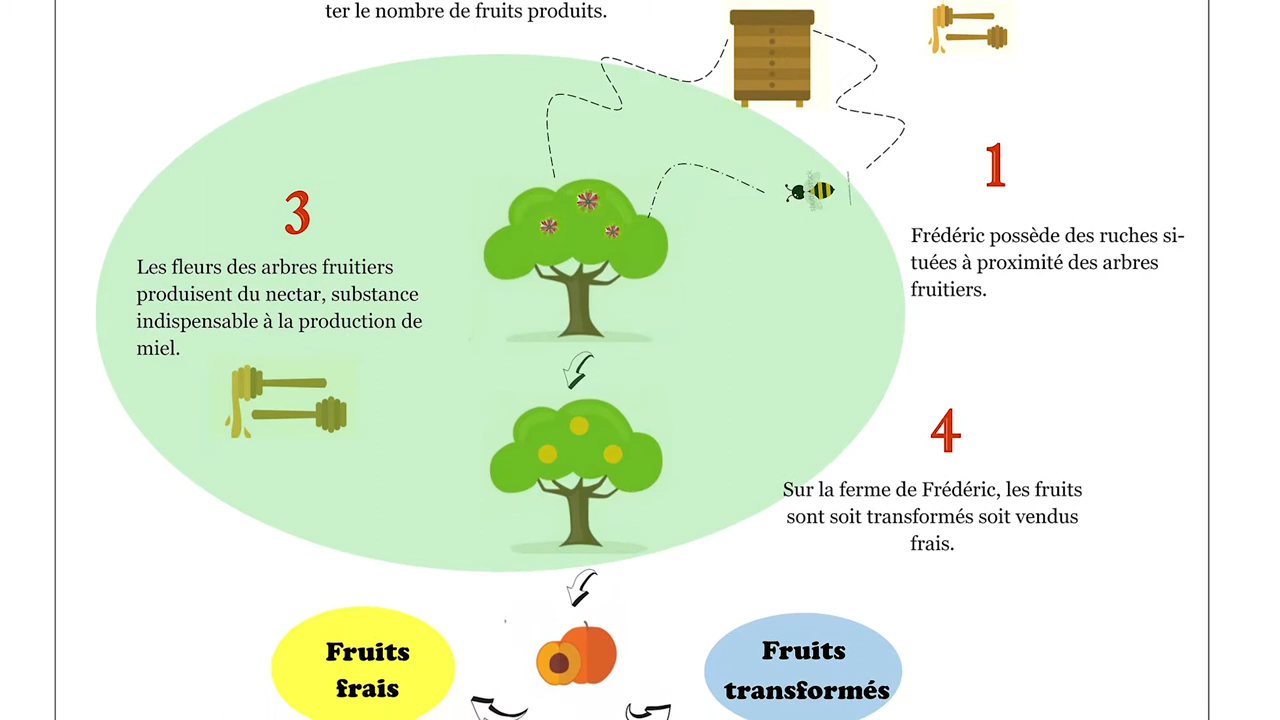 ter le nombre de fruits produits.
1
Frédéric possède des ruches si-
tuées à proximité des arbres
fruitiers.
3
Les fleurs des arbres fruitiers
produisent du nectar, substance
indispensable à la production de
miel.
4
Sur la ferme de Frédéric, les fruits
sont soit transformés soit vendus
frais.
Fruits
frais
Fruits
transformés